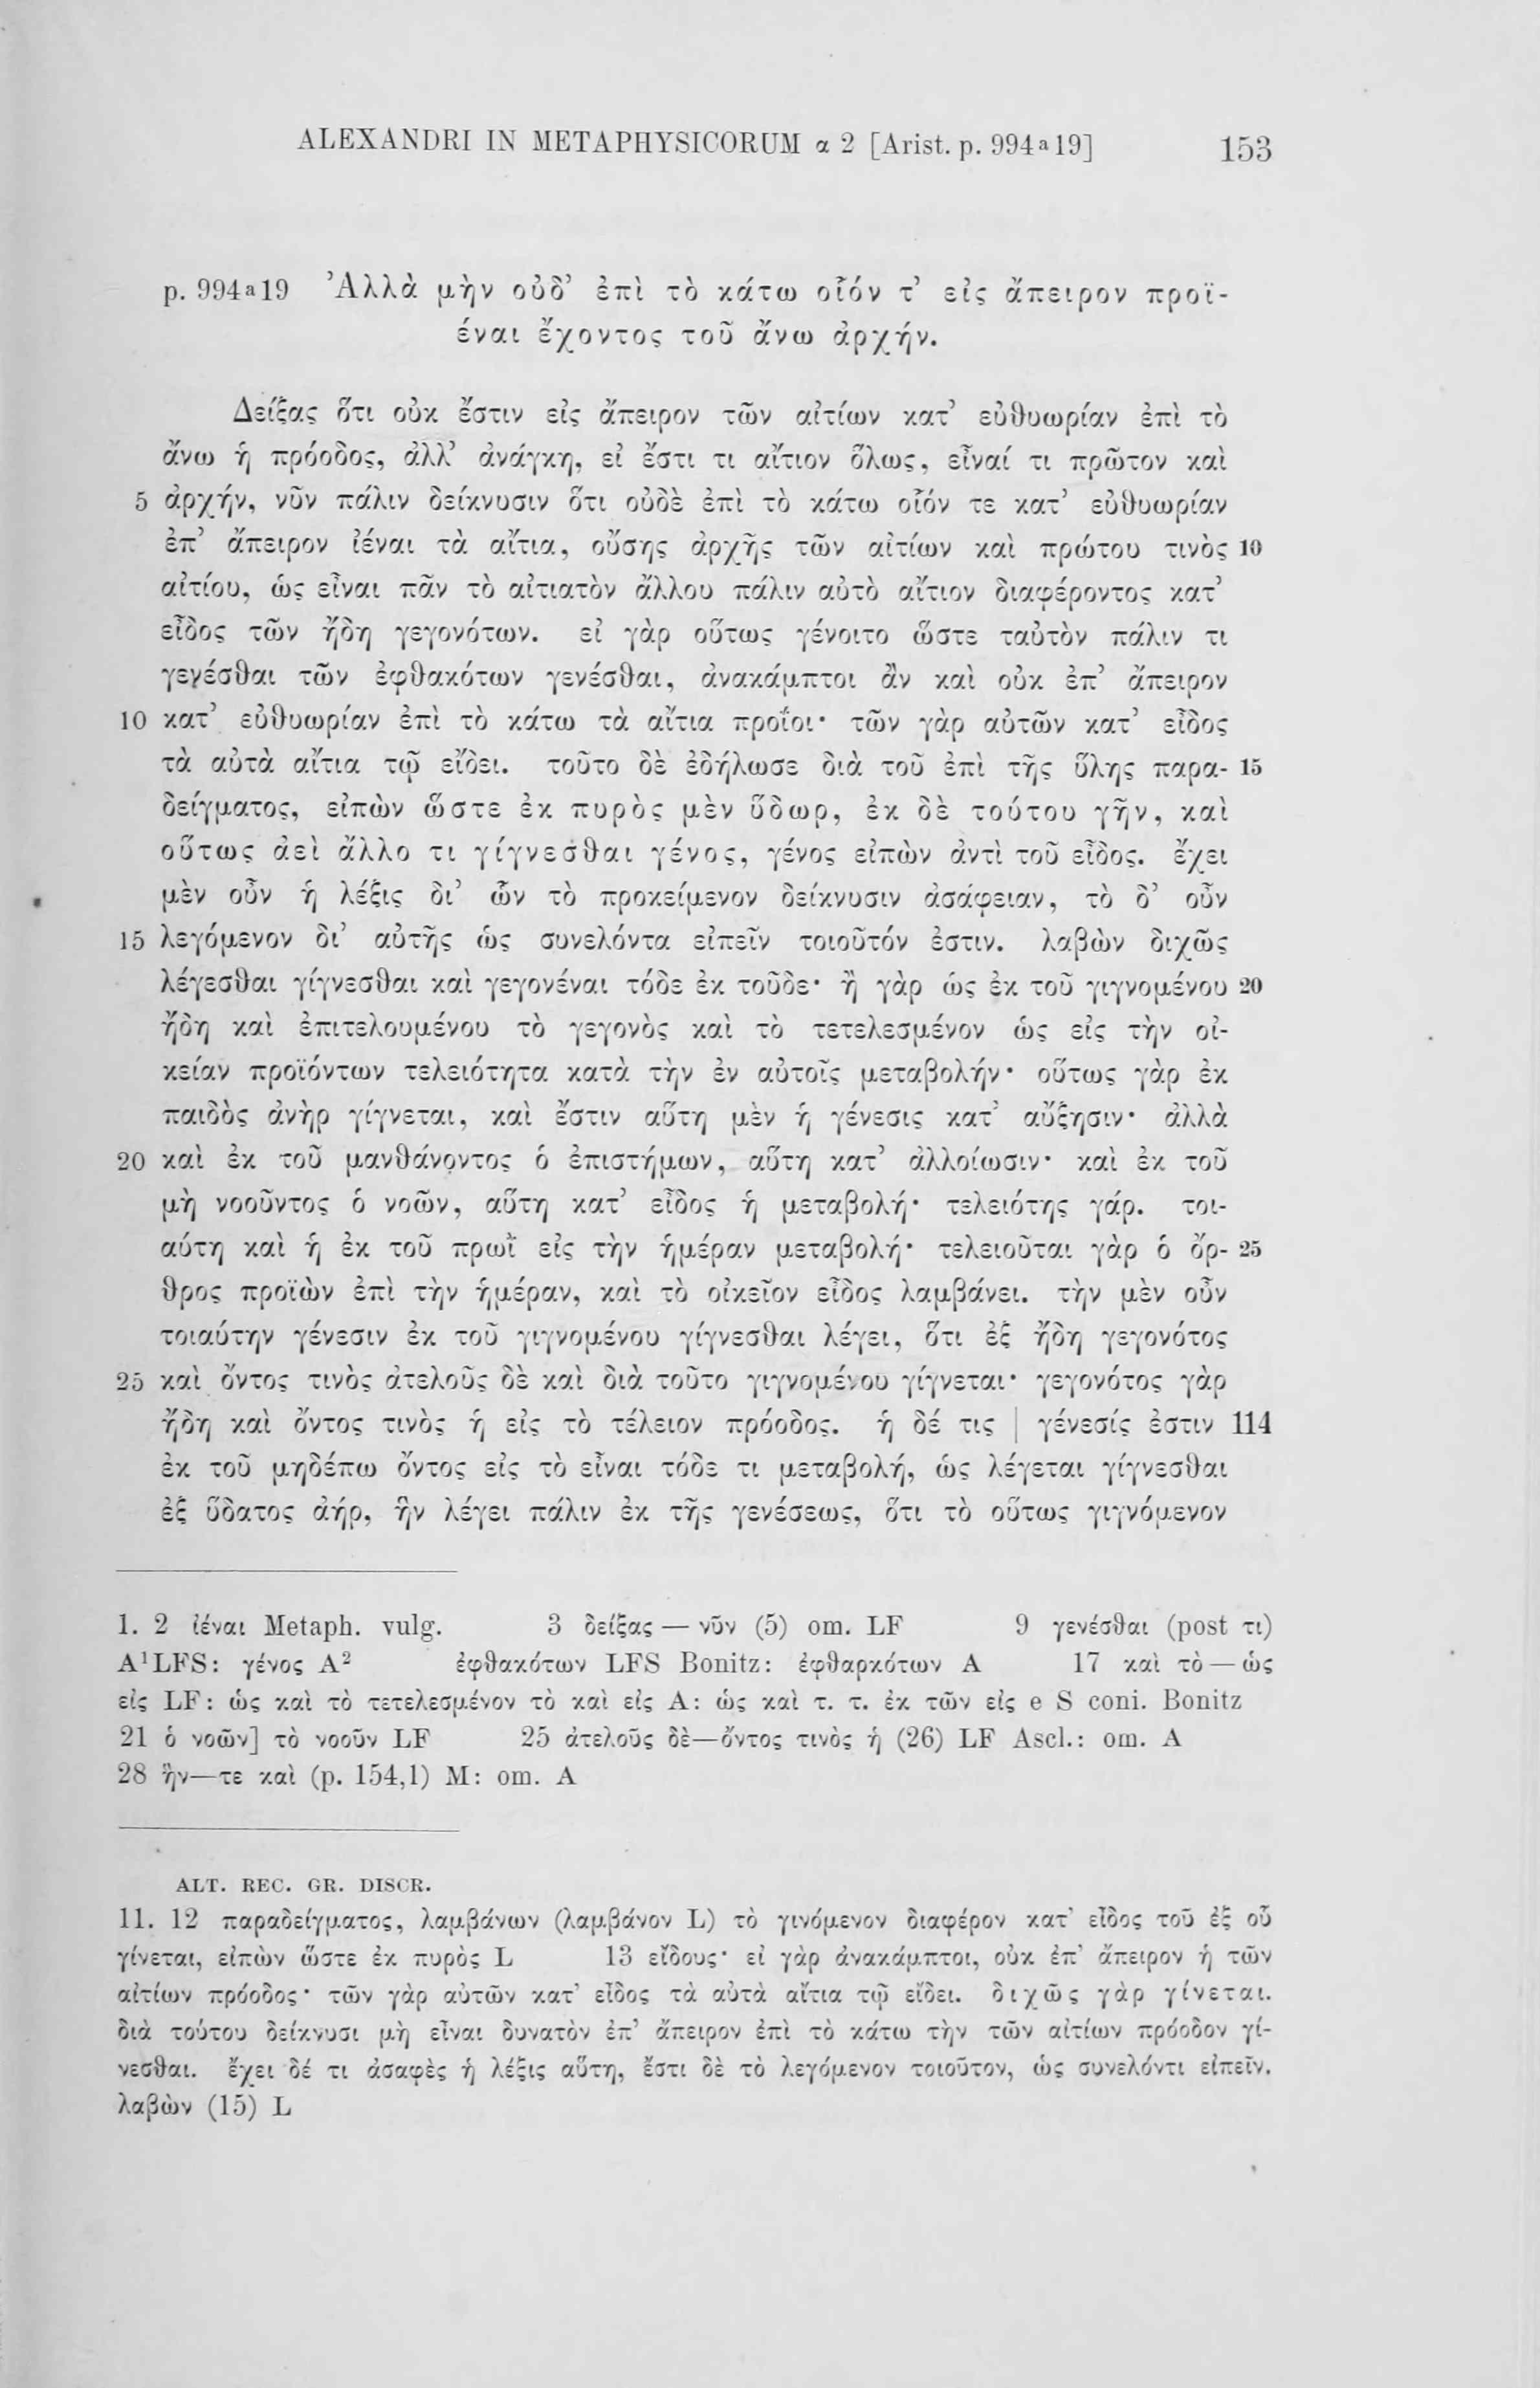 ALEXANDRI IN METAPHYSICORUM α 2 [Arist. p. 994ᵃ19] 153
p. 994ᵃ19 Ἀλλὰ μὴν οὐδ’ ἐπὶ τὸ κάτω οἷόν τ’ εἰς ἄπειρον προϊ-
έναι ἔχοντος τοῦ ἄνω ἀρχήν.
Δείξας ὅτι οὐκ ἔστιν εἰς ἄπειρον τῶν αἰτίων κατ’ εὐθυωρίαν ἐπὶ τὸ
ἄνω ἡ πρόοδος, ἀλλ’ ἀνάγκη, εἰ ἔστι τι αἴτιον ὅλως, εἶναί τι πρῶτον καὶ
5 ἀρχήν, νῦν πάλιν δείκνυσιν ὅτι οὐδὲ ἐπὶ τὸ κάτω οἷόν τε κατ’ εὐθυωρίαν
ἐπ’ ἄπειρον ἰέναι τὰ αἴτια, οὔσης ἀρχῆς τῶν αἰτίων καὶ πρώτου τινὸς 10
αἰτίου, ὡς εἶναι πᾶν τὸ αἰτιατὸν ἄλλου πάλιν αὐτὸ αἴτιον διαφέροντος κατ’
εἶδος τῶν ἤδη γεγονότων. εἰ γὰρ οὕτως γένοιτο ὥστε ταὐτὸν πάλιν τι
γενέσθαι τῶν ἐφθακότων γενέσθαι, ἀνακάμπτοι ἂν καὶ οὐκ ἐπ’ ἄπειρον
10 κατ’ εὐθυωρίαν ἐπὶ τὸ κάτω τὰ αἴτια προΐοι· τῶν γὰρ αὐτῶν κατ’ εἶδος
τὰ αὐτὰ αἴτια τῷ εἴδει. τοῦτο δὲ ἐδήλωσε διὰ τοῦ ἐπὶ τῆς ὕλης παρα- 15
δείγματος, εἰπὼν ὥστε ἐκ πυρὸς μὲν ὕδωρ, ἐκ δὲ τούτου γῆν, καὶ
οὕτως ἀεὶ ἄλλο τι γίγνεσθαι γένος, γένος εἰπὼν ἀντὶ τοῦ εἶδος. ἔχει
μὲν οὖν ἡ λέξις δι’ ὧν τὸ προκείμενον δείκνυσιν ἀσάφειαν, τὸ δ’ οὖν
15 λεγόμενον δι’ αὐτῆς ὡς συνελόντα εἰπεῖν τοιοῦτόν ἐστιν. λαβὼν διχῶς
λέγεσθαι γίγνεσθαι καὶ γεγονέναι τόδε ἐκ τοῦδε· ἢ γὰρ ὡς ἐκ τοῦ γιγνομένου 20
ἤδη καὶ ἐπιτελουμένου τὸ γεγονὸς καὶ τὸ τετελεσμένον ὡς εἰς τὴν οἰ-
κείαν προϊόντων τελειότητα κατὰ τὴν ἐν αὐτοῖς μεταβολήν· οὕτως γὰρ ἐκ
παιδὸς ἀνὴρ γίγνεται, καὶ ἔστιν αὕτη μὲν ἡ γένεσις κατ’ αὔξησιν· ἀλλὰ
20 καὶ ἐκ τοῦ μανθάνοντος ὁ ἐπιστήμων, αὕτη κατ’ ἀλλοίωσιν· καὶ ἐκ τοῦ
μὴ νοοῦντος ὁ νοῶν, αὕτη κατ’ εἶδος ἡ μεταβολή· τελειότης γάρ. τοι-
αύτη καὶ ἡ ἐκ τοῦ πρωῒ εἰς τὴν ἡμέραν μεταβολή· τελειοῦται γὰρ ὁ ὄρ- 25
θρος προϊὼν ἐπὶ τὴν ἡμέραν, καὶ τὸ οἰκεῖον εἶδος λαμβάνει. τὴν μὲν οὖν
τοιαύτην γένεσιν ἐκ τοῦ γιγνομένου γίγνεσθαι λέγει, ὅτι ἐξ ἤδη γεγονότος
25 καὶ ὄντος τινὸς ἀτελοῦς δὲ καὶ διὰ τοῦτο γιγνομένου γίγνεται· γεγονότος γὰρ
ἤδη καὶ ὄντος τινὸς ἡ εἰς τὸ τέλειον πρόοδος. ἡ δέ τις | γένεσίς ἐστιν 114
ἐκ τοῦ μηδέπω ὄντος εἰς τὸ εἶναι τόδε τι μεταβολή, ὡς λέγεται γίγνεσθαι
ἐξ ὕδατος ἀήρ, ἣν λέγει πάλιν ἐκ τῆς γενέσεως, ὅτι τὸ οὕτως γιγνόμενον
1. 2 ἰέναι Metaph. vulg. 3 δείξας — νῦν (5) om. LF 9 γενέσθαι (post τι)
A¹LFS: γένος A² ἐφθακότων LFS Bonitz: ἐφθαρκότων A 17 καὶ τὸ — ὡς
εἰς LF: ὡς καὶ τὸ τετελεσμένον τὸ καὶ εἰς A: ὡς καὶ τ. τ. ἐκ τῶν εἰς e S coni. Bonitz
21 ὁ νοῶν] τὸ νοοῦν LF 25 ἀτελοῦς δὲ—ὄντος τινὸς ἡ (26) LF Ascl.: om. A
28 ἣν—τε καὶ (p. 154,1) M: om. A
ALT. REC. GR. DISCR.
11. 12 παραδείγματος, λαμβάνων (λαμβάνον L) τὸ γινόμενον διαφέρον κατ’ εἶδος τοῦ ἐξ οὗ
γίνεται, εἰπὼν ὥστε ἐκ πυρὸς L 13 εἴδους· εἰ γὰρ ἀνακάμπτοι, οὐκ ἐπ’ ἄπειρον ἡ τῶν
αἰτίων πρόοδος· τῶν γὰρ αὐτῶν κατ’ εἶδος τὰ αὐτὰ αἴτια τῷ εἴδει. διχῶς γὰρ γίνεται.
διὰ τούτου δείκνυσι μὴ εἶναι δυνατὸν ἐπ’ ἄπειρον ἐπὶ τὸ κάτω τὴν τῶν αἰτίων πρόοδον γί-
νεσθαι. ἔχει δέ τι ἀσαφὲς ἡ λέξις αὕτη, ἔστι δὲ τὸ λεγόμενον τοιοῦτον, ὡς συνελόντι εἰπεῖν.
λαβὼν (15) L